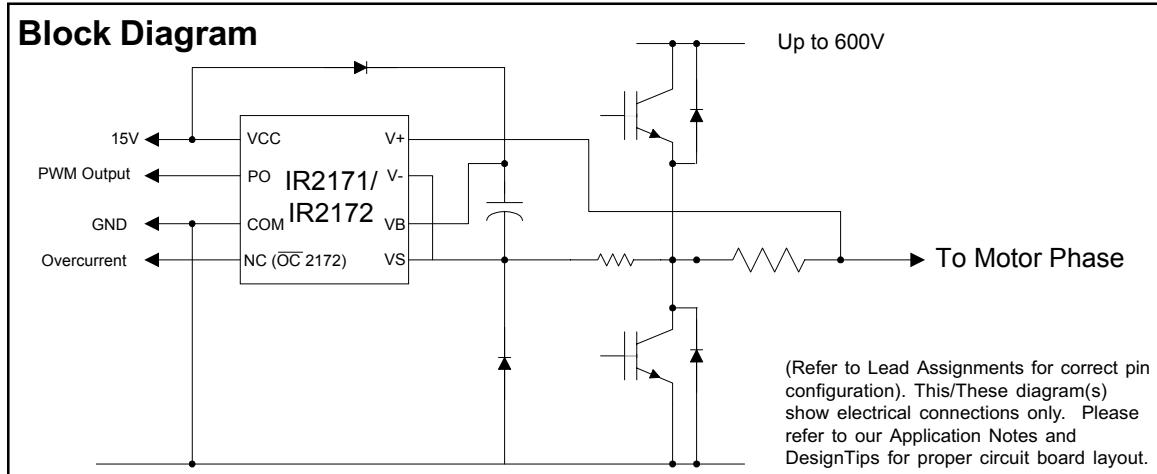 Block Diagram
Up to 600V
15V
VCC
V+
PWM Output
PO
V-
IR2171/
IR2172
GND
COM
VB
Overcurrent
NC (O̅C̅ 2172)
VS
To Motor Phase
(Refer to Lead Assignments for correct pin
configuration). This/These diagram(s)
show electrical connections only. Please
refer to our Application Notes and
DesignTips for proper circuit board layout.